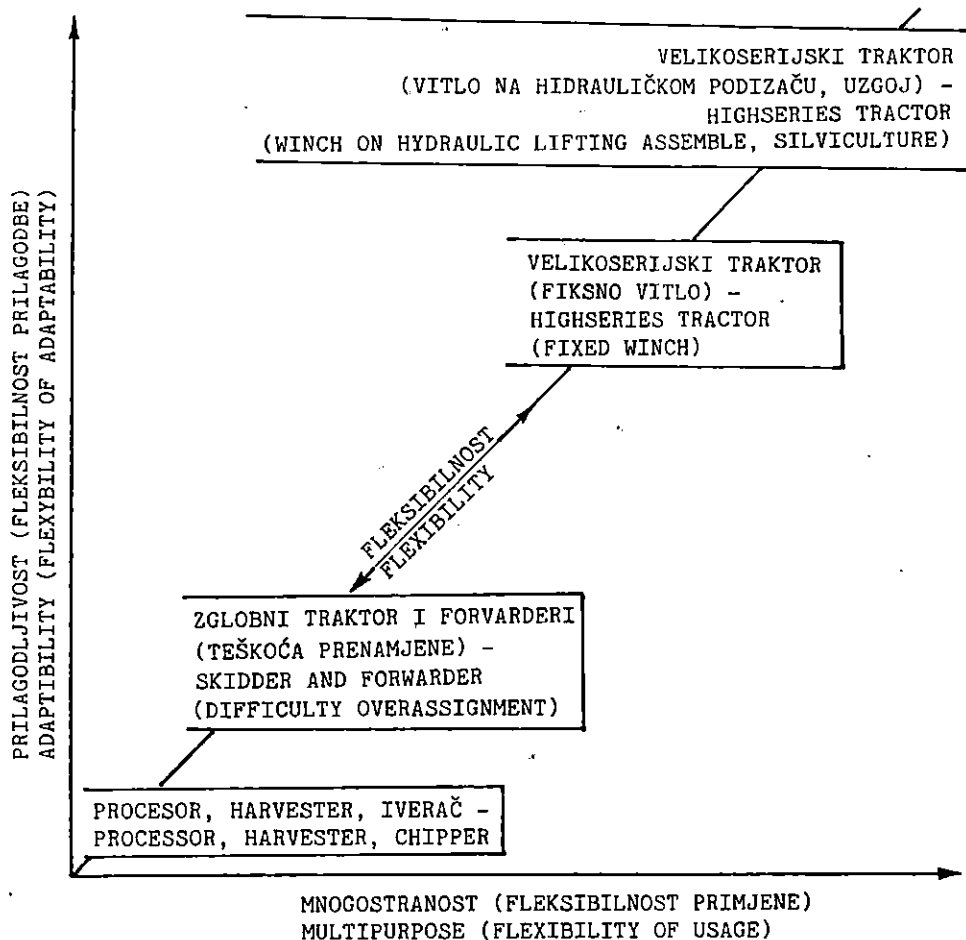 VELIKOSERIJSKI TRAKTOR
(VITLO NA HIDRAULIČKOM PODIZAČU, UZGOJ) –
HIGHSERIES TRACTOR
(WINCH ON HYDRAULIC LIFTING ASSEMBLE, SILVICULTURE)
VELIKOSERIJSKI TRAKTOR
(FIKSNO VITLO) –
HIGHSERIES TRACTOR
(FIXED WINCH)
FLEKSIBILNOST
FLEXIBILITY
ZGLOBNI TRAKTOR I FORVARDERI
(TEŠKOĆA PRENAMJENE) –
SKIDDER AND FORWARDER
(DIFFICULTY OVERASSIGNMENT)
PROCESOR, HARVESTER, IVERAČ –
PROCESSOR, HARVESTER, CHIPPER
PRILAGODLJIVOST (FLEKSIBILNOST PRILAGODBE)
ADAPTIBILITY (FLEXYBILITY OF ADAPTABILITY)
MNOGOSTRANOST (FLEKSIBILNOST PRIMJENE)
MULTIPURPOSE (FLEXIBILITY OF USAGE)